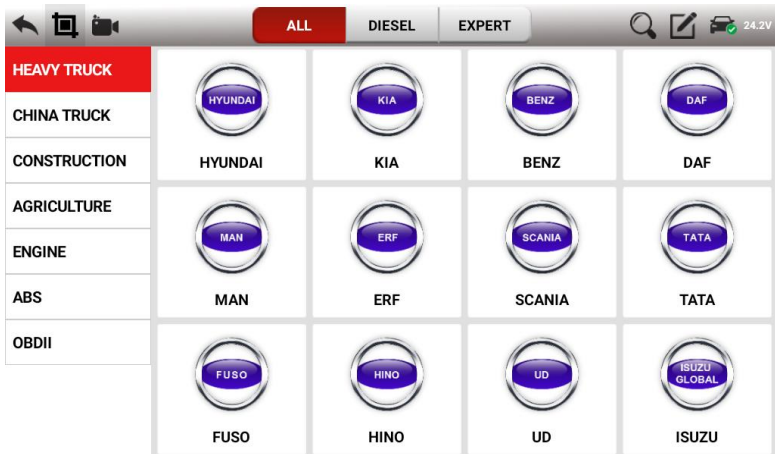 ALL
DIESEL
EXPERT
24.2V
HEAVY TRUCK
CHINA TRUCK
CONSTRUCTION
AGRICULTURE
ENGINE
ABS
OBDII
HYUNDAI
KIA
BENZ
DAF
HYUNDAI
KIA
BENZ
DAF
MAN
ERF
SCANIA
TATA
MAN
ERF
SCANIA
TATA
FUSO
HINO
UD
ISUZU
GLOBAL
FUSO
HINO
UD
ISUZU